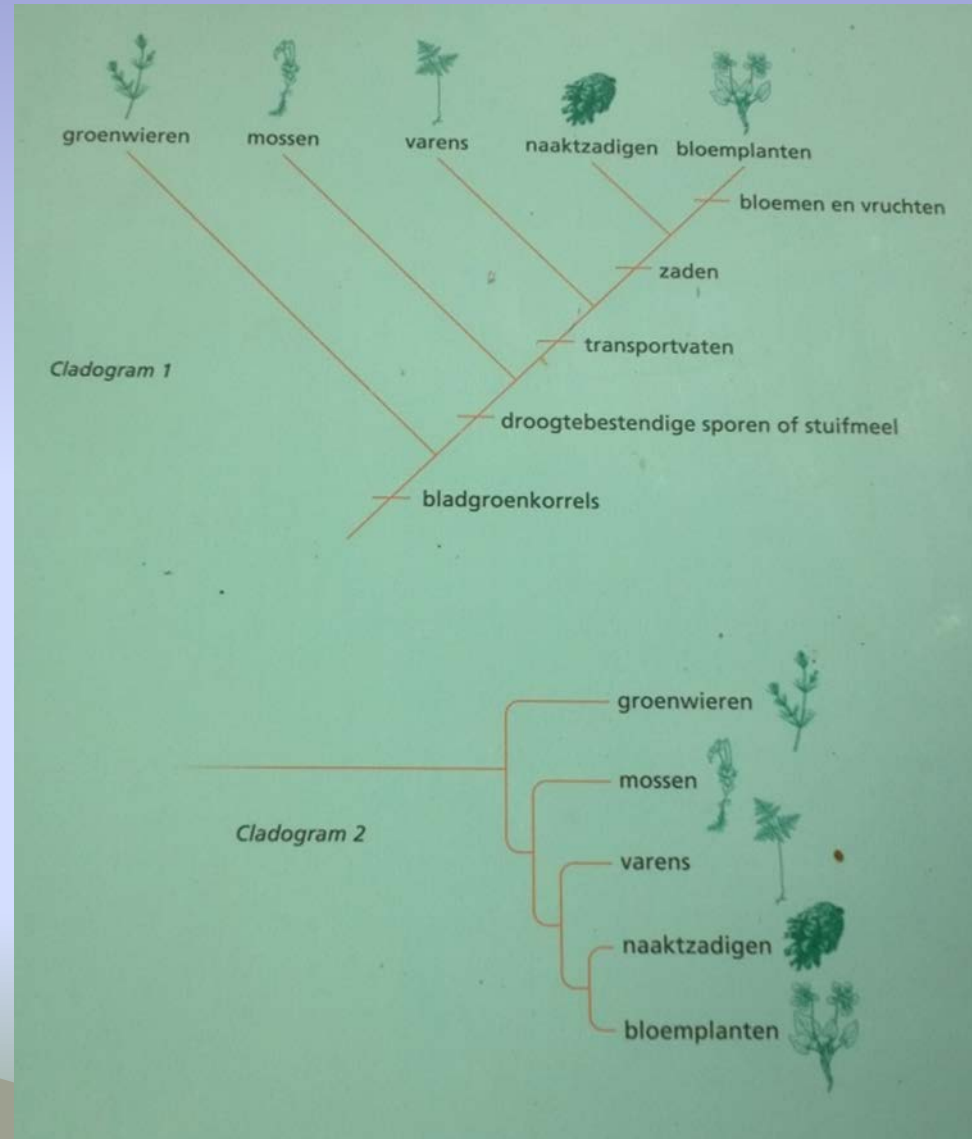 groenwieren mossen varens naaktzadigen bloemplanten
bloemen en vruchten
zaden
transportvaten
Cladogram 1
droogtebestendige sporen of stuifmeel
bladgroenkorrels
groenwieren
mossen
Cladogram 2
varens
naaktzadigen
bloemplanten